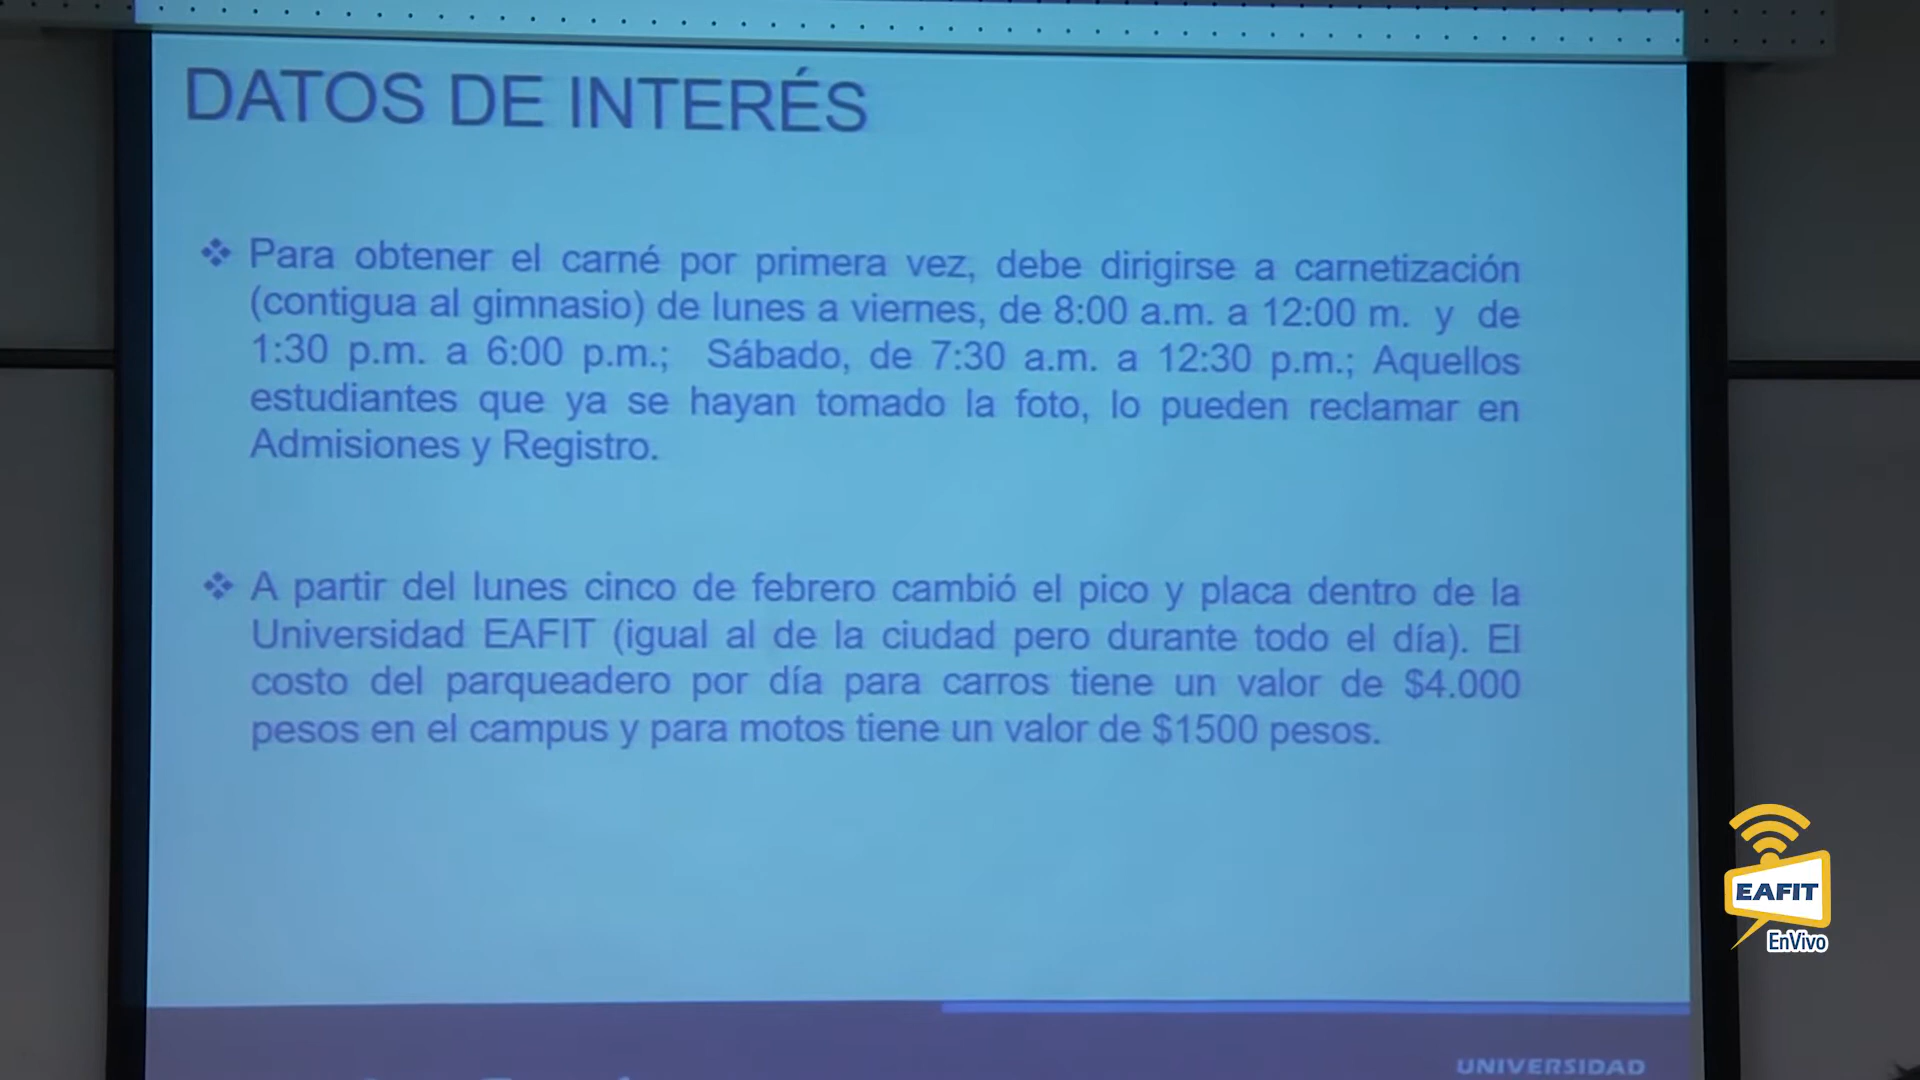 DATOS DE INTERÉS
❖ Para obtener el carné por primera vez, debe dirigirse a carnetización
(contigua al gimnasio) de lunes a viernes, de 8:00 a.m. a 12:00 m. y de
1:30 p.m. a 6:00 p.m.; Sábado, de 7:30 a.m. a 12:30 p.m.; Aquellos
estudiantes que ya se hayan tomado la foto, lo pueden reclamar en
Admisiones y Registro.
❖ A partir del lunes cinco de febrero cambió el pico y placa dentro de la
Universidad EAFIT (igual al de la ciudad pero durante todo el día). El
costo del parqueadero por día para carros tiene un valor de $4.000
pesos en el campus y para motos tiene un valor de $1500 pesos.
EAFIT
EnVivo
UNIVERSIDAD